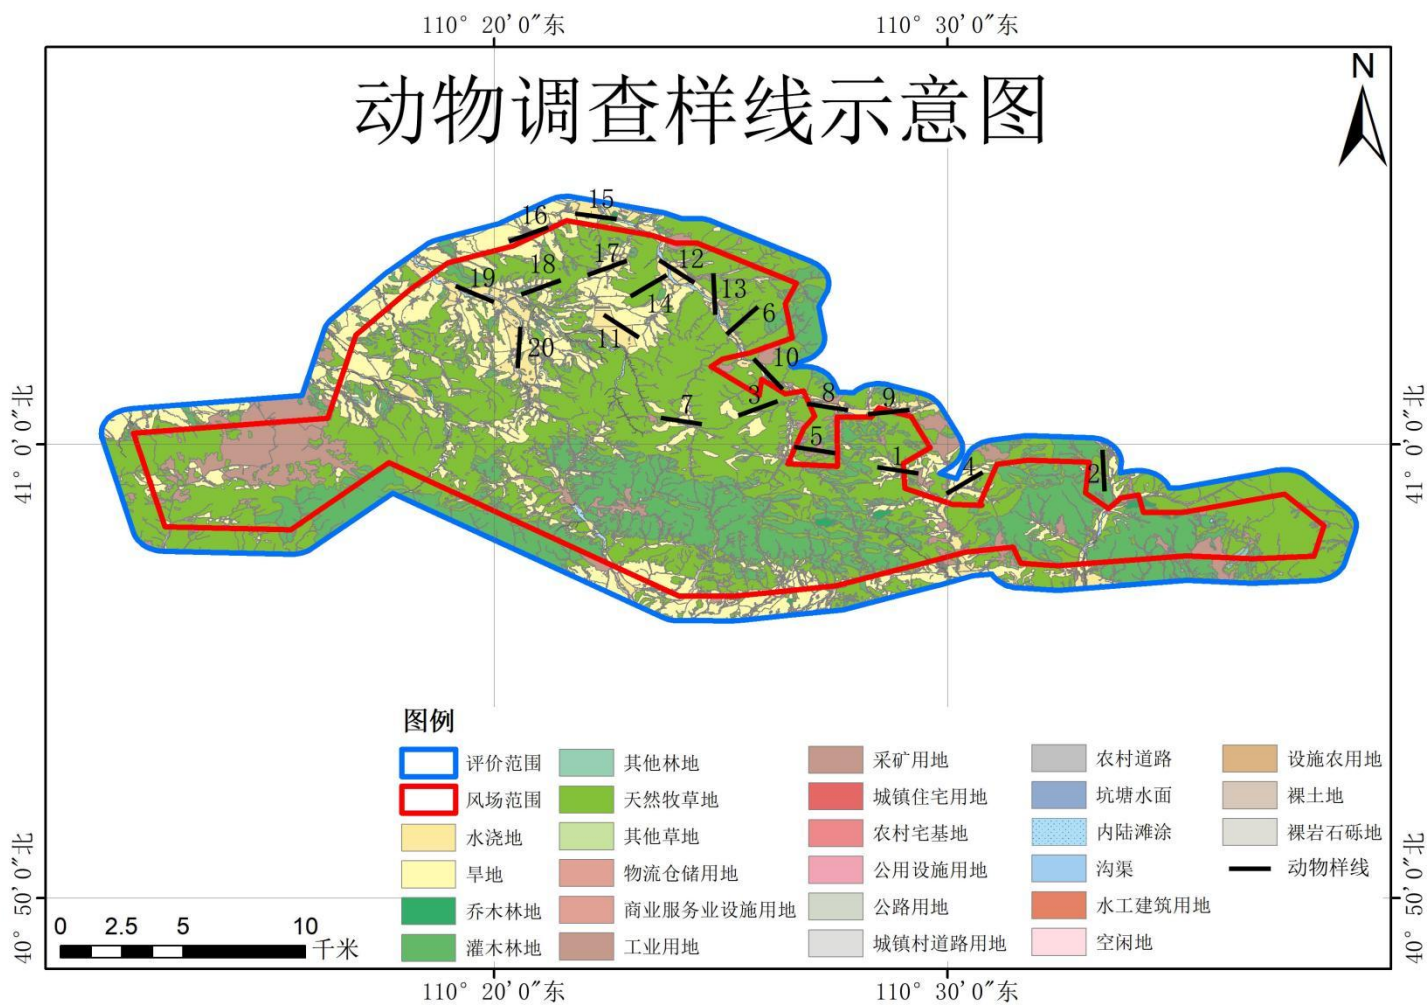 110° 20′0″东
110° 30′0″东
动物调查样线示意图
N
15
16
17
12
18
19
13
14
6
11
20
10
3
8
9
7
5
1
4
2
41° 0′0″北
41° 0′0″北
图例
评价范围
其他林地
采矿用地
农村道路
设施农用地
风场范围
天然牧草地
城镇住宅用地
坑塘水面
裸土地
水浇地
其他草地
农村宅基地
内陆滩涂
裸岩石砾地
旱地
物流仓储用地
公用设施用地
沟渠
动物样线
乔木林地
商业服务业设施用地
公路用地
水工建筑用地
灌木林地
工业用地
城镇村道路用地
空闲地
0 2.5 5 10
千米
40° 50′0″北
40° 50′0″北
110° 20′0″东
110° 30′0″东